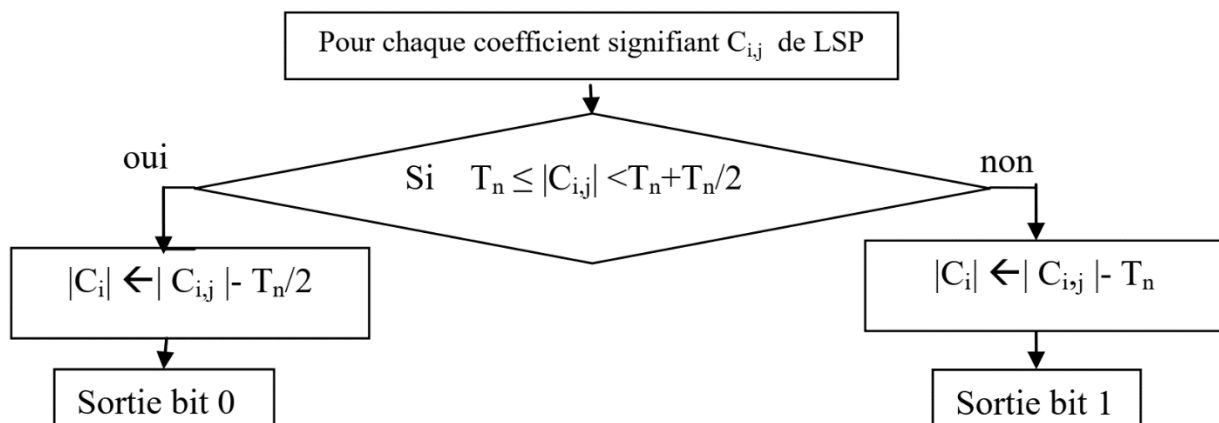 Pour chaque coefficient signifiant C_{i,j} de LSP
oui
Si T_n ≤ |C_{i,j}| <T_n+T_n/2
non
|C_i| ←| C_{i,j} |- T_n/2
|C_i| ←| C_{i,j} |- T_n
Sortie bit 0
Sortie bit 1